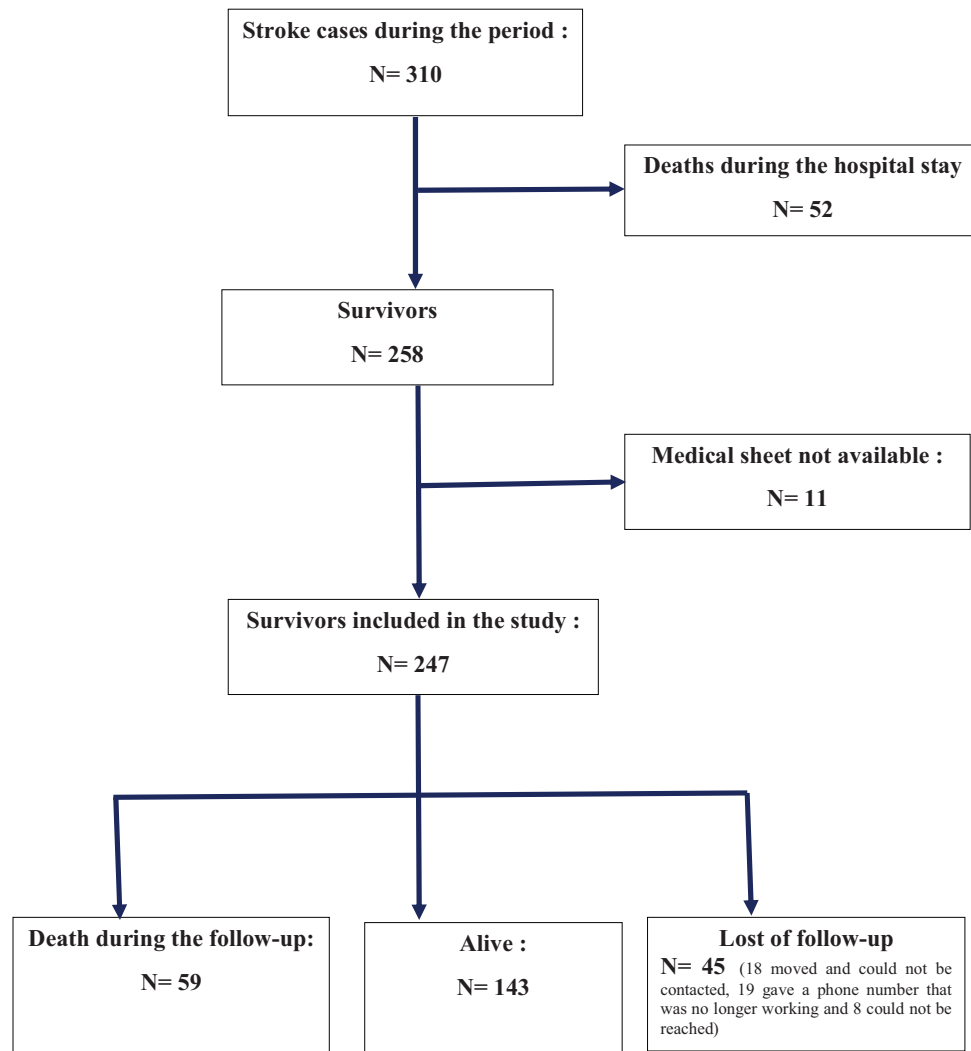 Stroke cases during the period :
N= 310
Deaths during the hospital stay
N= 52
Survivors
N= 258
Medical sheet not available :
N= 11
Survivors included in the study :
N= 247
Death during the follow-up:
N= 59
Alive :
N= 143
Lost of follow-up
N= 45 (18 moved and could not be
contacted, 19 gave a phone number that
was no longer working and 8 could not be
reached)